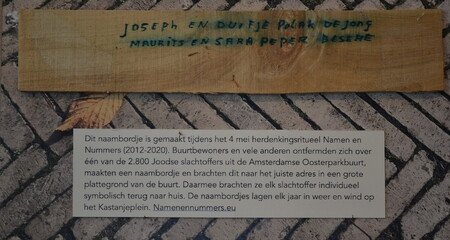 JOSEPH EN DUIFJE POLAK DE JONG
MAURITS EN SARA PEPER BESSHE
Dit naambordje is gemaakt tijdens het 4 mei herdenkingsritueel Namen en
Nummers (2012-2020). Buurtbewoners en vele anderen ontfermden zich over
één van de 2.800 Joodse slachtoffers uit de Amsterdamse Oosterparkbuurt,
maakten een naambordje en brachten dit naar het juiste adres in een grote
plattegrond van de buurt. Daarmee brachten ze elk slachtoffer individueel
symbolisch terug naar huis. De naambordjes lagen elk jaar in weer en wind op
het Kastanjeplein. Namenennummers.eu